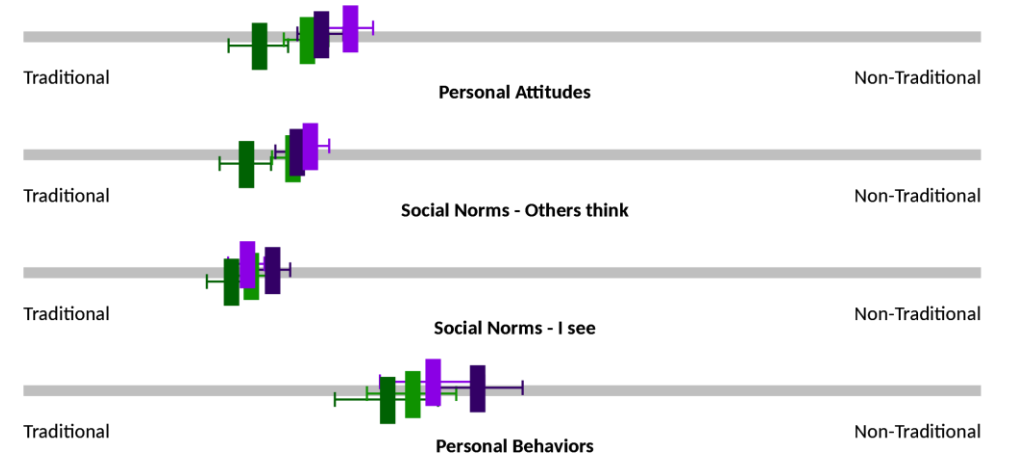 Traditional Non-Traditional
Personal Attitudes
Traditional Non-Traditional
Social Norms - Others think
Traditional Non-Traditional
Social Norms - I see
Traditional Non-Traditional
Personal Behaviors